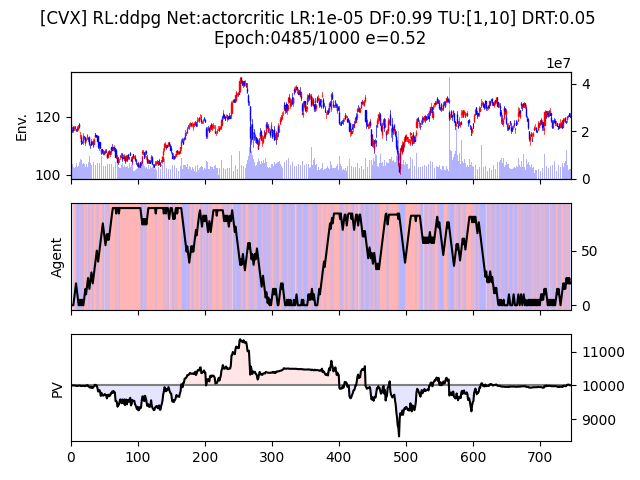 [CVX] RL:ddpg Net:actorcritic LR:1e-05 DF:0.99 TU:[1,10] DRT:0.05
Epoch:0485/1000 e=0.52
1e7
Env.
120
100
4
2
0
Agent
50
0
PV
11000
10000
9000
0 100 200 300 400 500 600 700